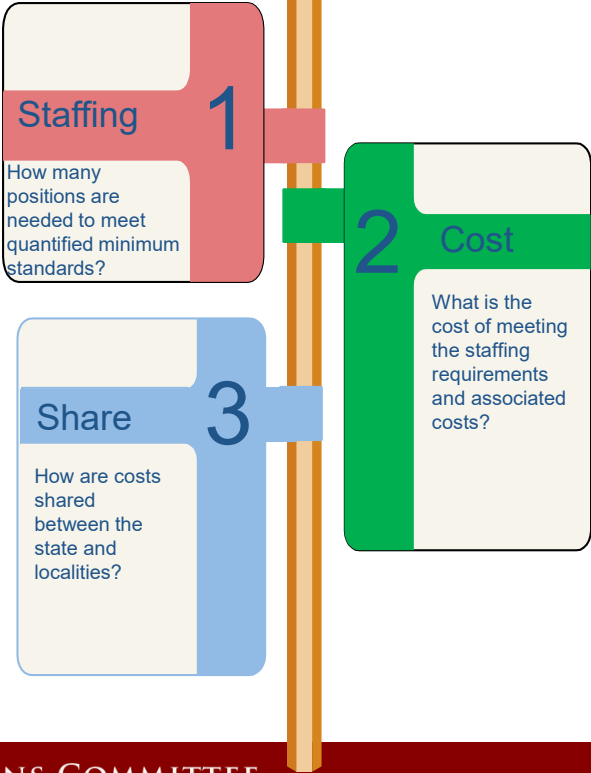 1
Staffing
How many
positions are
needed to meet
quantified minimum
standards?
2
Cost
What is the
cost of meeting
the staffing
requirements
and associated
costs?
3
Share
How are costs
shared
between the
state and
localities?
COMMITTEE